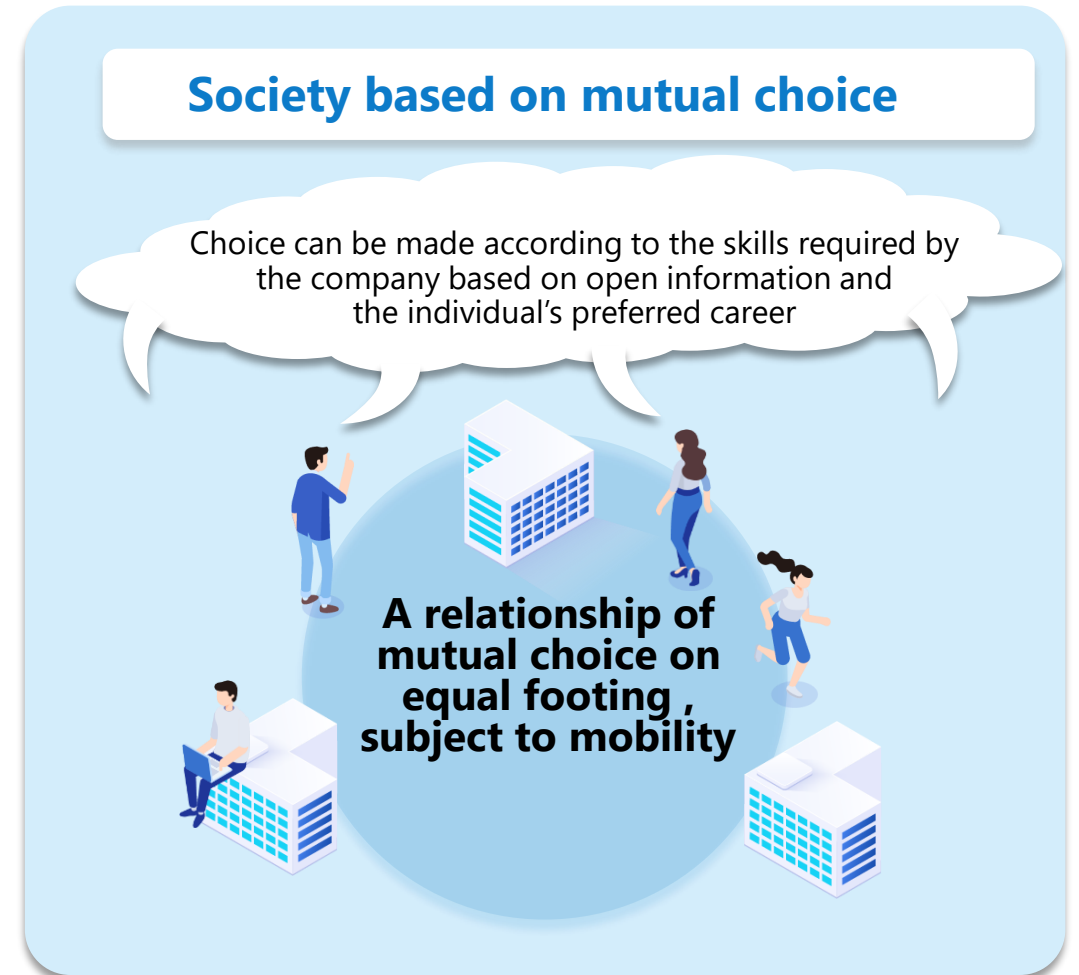 Society based on mutual choice
Choice can be made according to the skills required by
the company based on open information and
the individual’s preferred career
A relationship of
mutual choice on
equal footing ,
subject to mobility